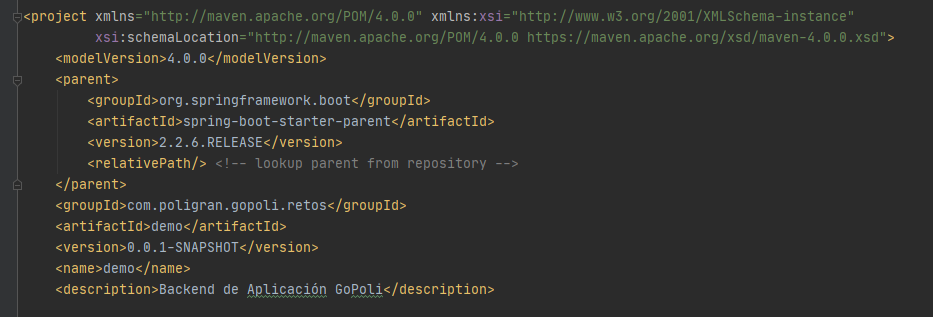 <project xmlns="http://maven.apache.org/POM/4.0.0" xmlns:xsi="http://www.w3.org/2001/XMLSchema-instance"
xsi:schemaLocation="http://maven.apache.org/POM/4.0.0 https://maven.apache.org/xsd/maven-4.0.0.xsd">
<modelVersion>4.0.0</modelVersion>
<parent>
<groupId>org.springframework.boot</groupId>
<artifactId>spring-boot-starter-parent</artifactId>
<version>2.2.6.RELEASE</version>
<relativePath/> <!-- lookup parent from repository -->
</parent>
<groupId>com.poligran.gopoli.retos</groupId>
<artifactId>demo</artifactId>
<version>0.0.1-SNAPSHOT</version>
<name>demo</name>
<description>Backend de Aplicación GoPoli</description>